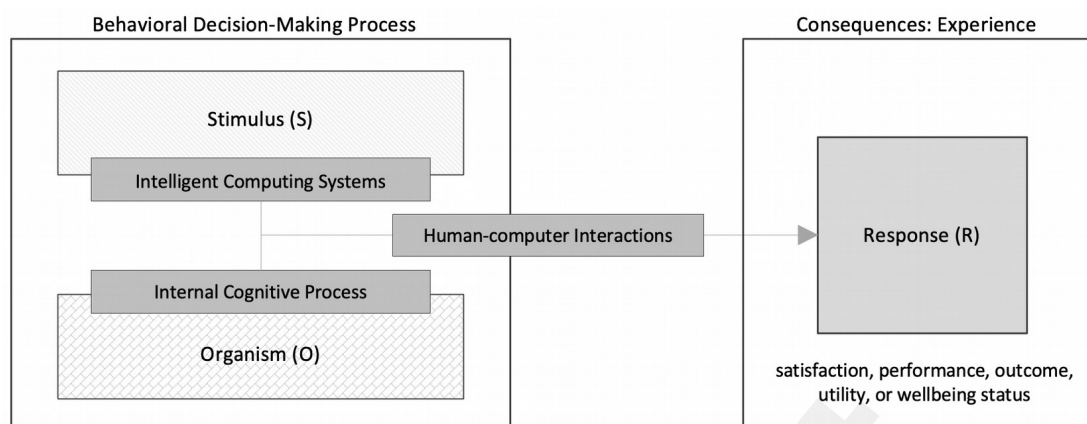 Behavioral Decision-Making Process
Stimulus (S)
Intelligent Computing Systems
Human-computer Interactions
Internal Cognitive Process
Organism (O)
Consequences: Experience
Response (R)
satisfaction, performance, outcome,
utility, or wellbeing status